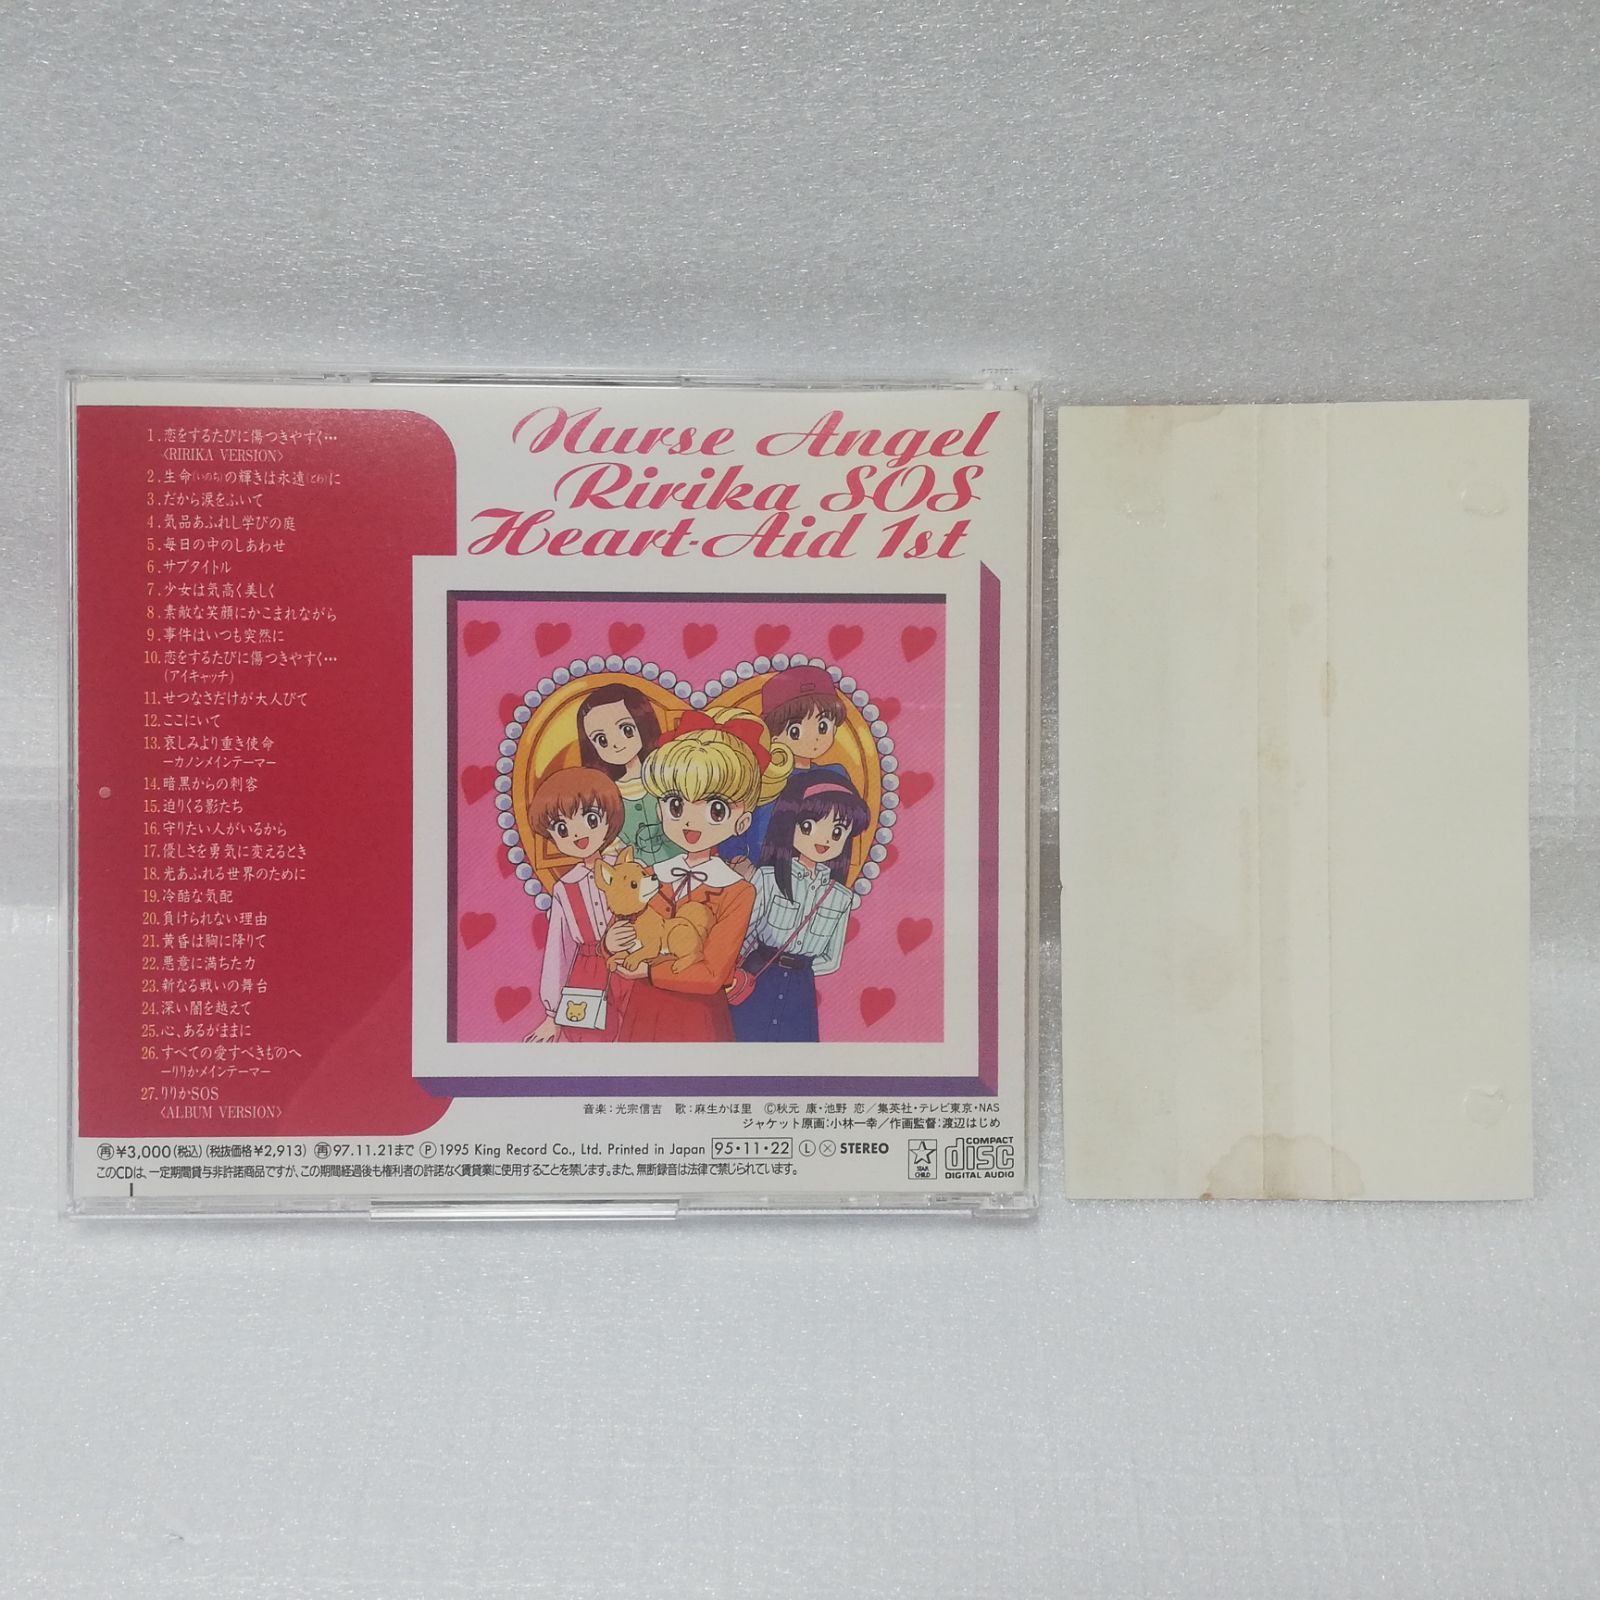 1.恋をするたびに傷つきやすく…
〈RIRIKA VERSION〉
2.生命(いのち)の輝きは永遠(とわ)に
3.だから涙をふいて
4.気品あふれし学びの庭
5.毎日の中のしあわせ
6.サブタイトル
7.少女は気高く美しく
8.素敵な笑顔にかこまれながら
9.事件はいつも突然に
10.恋をするたびに傷つきやすく…
(アイキャッチ)
11.せつなさだけが大人びて
12.ここにいて
13.哀しみより重き使命
ーカノンメインテーマー
14.暗黒からの刺客
15.迫りくる影たち
16.守りたい人がいるから
17.優しさを勇気に変えるとき
18.光あふれる世界のために
19.冷酷な気配
20.負けられない理由
21.黄昏は胸に降りて
22.悪意に満ちた力
23.新なる戦いの舞台
24.深い闇を越えて
25.心、あるがままに
26.すべての愛すべきものへ
ーりりかメインテーマー
27.りりかSOS
〈ALBUM VERSION〉
Nurse Angel
Ririka SOS
Heart-Aid 1st
音楽:光宗信吉 歌:麻生かほ里 ©秋元 康・池野 恋／集英社・テレビ東京・NAS
ジャケット原画:小林一幸／作画監督:渡辺はじめ
再¥3,000(税込)(税抜価格¥2,913) 再97.11.21まで ℗1995 King Record Co., Ltd. Printed in Japan 95・11・22 Ⓛ ⓧ STEREO
このCDは、一定期間貸与非許諾商品ですが、この期間経過後も権利者の許諾なく賃貸業に使用することを禁じます。また、無断録音は法律で禁じられています。
STAR
CHILD
COMPACT
disc
DIGITAL AUDIO